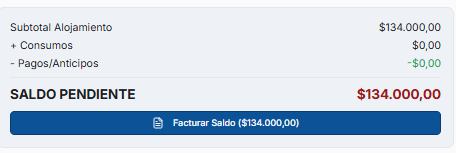 Subtotal Alojamiento $134.000,00
+ Consumos $0,00
- Pagos/Anticipos -$0,00
SALDO PENDIENTE $134.000,00
Facturar Saldo ($134.000,00)